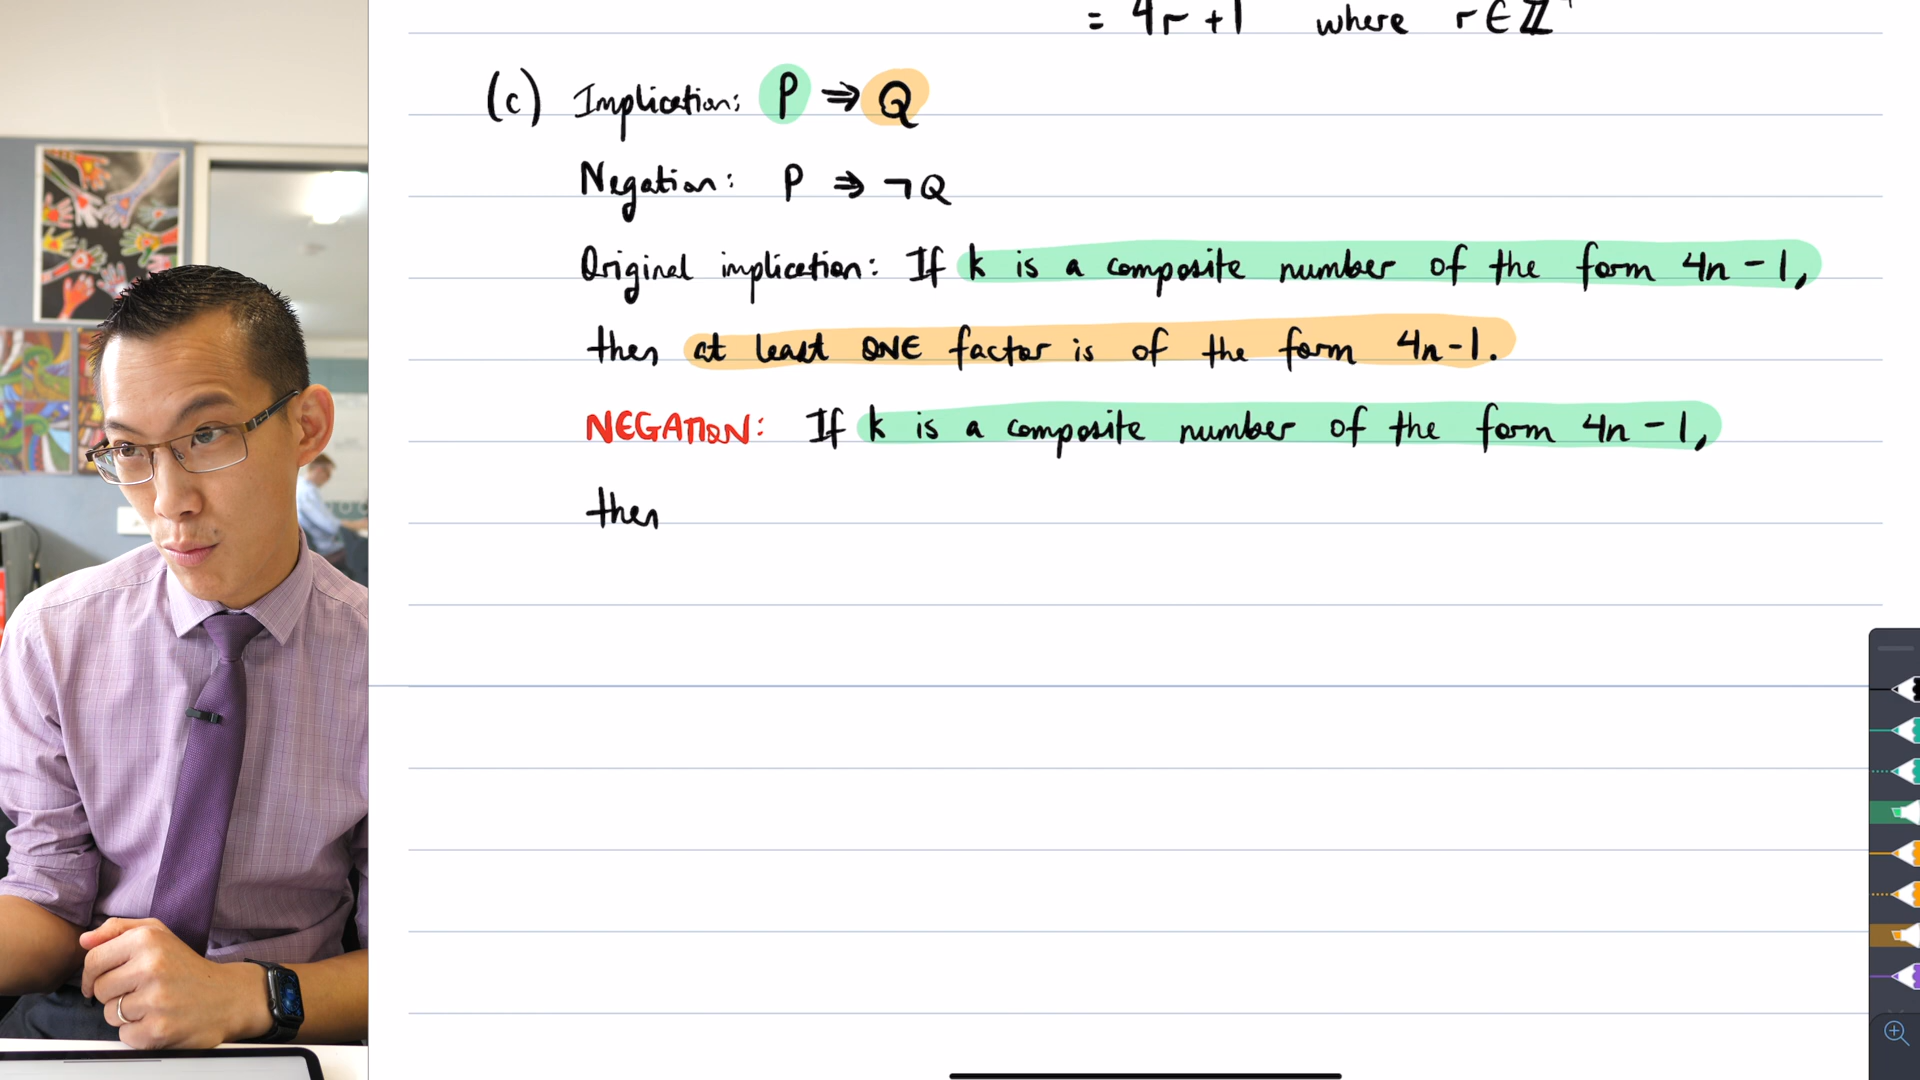 = 4r + 1 where r ∈ ℤ⁺
(c) Implication: P ⇒ Q
Negation: P ⇒ ¬Q
Original implication: If k is a composite number of the form 4n - 1,
then at least ONE factor is of the form 4n-1.
NEGATION: If k is a composite number of the form 4n - 1,
then